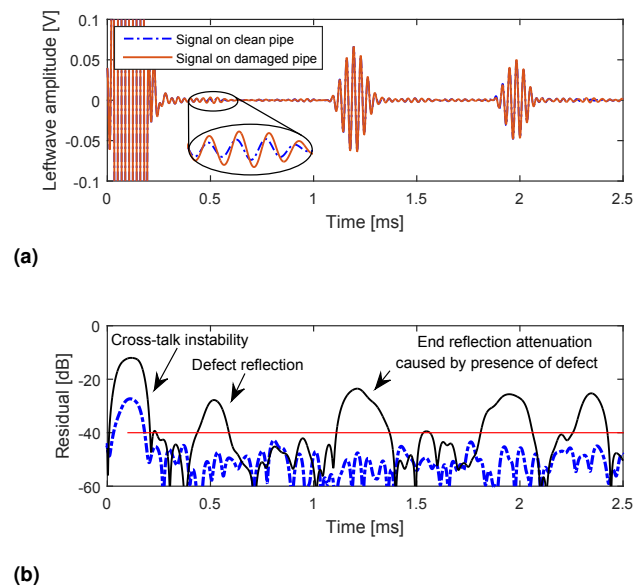 0.1
0.05
0
-0.05
-0.1
Leftwave amplitude [V]
Signal on clean pipe
Signal on damaged pipe
0 0.5 1 1.5 2 2.5
Time [ms]
(a)
0
-20
-40
-60
Residual [dB]
Cross-talk instability
Defect reflection
End reflection attenuation
caused by presence of defect
0 0.5 1 1.5 2 2.5
Time [ms]
(b)